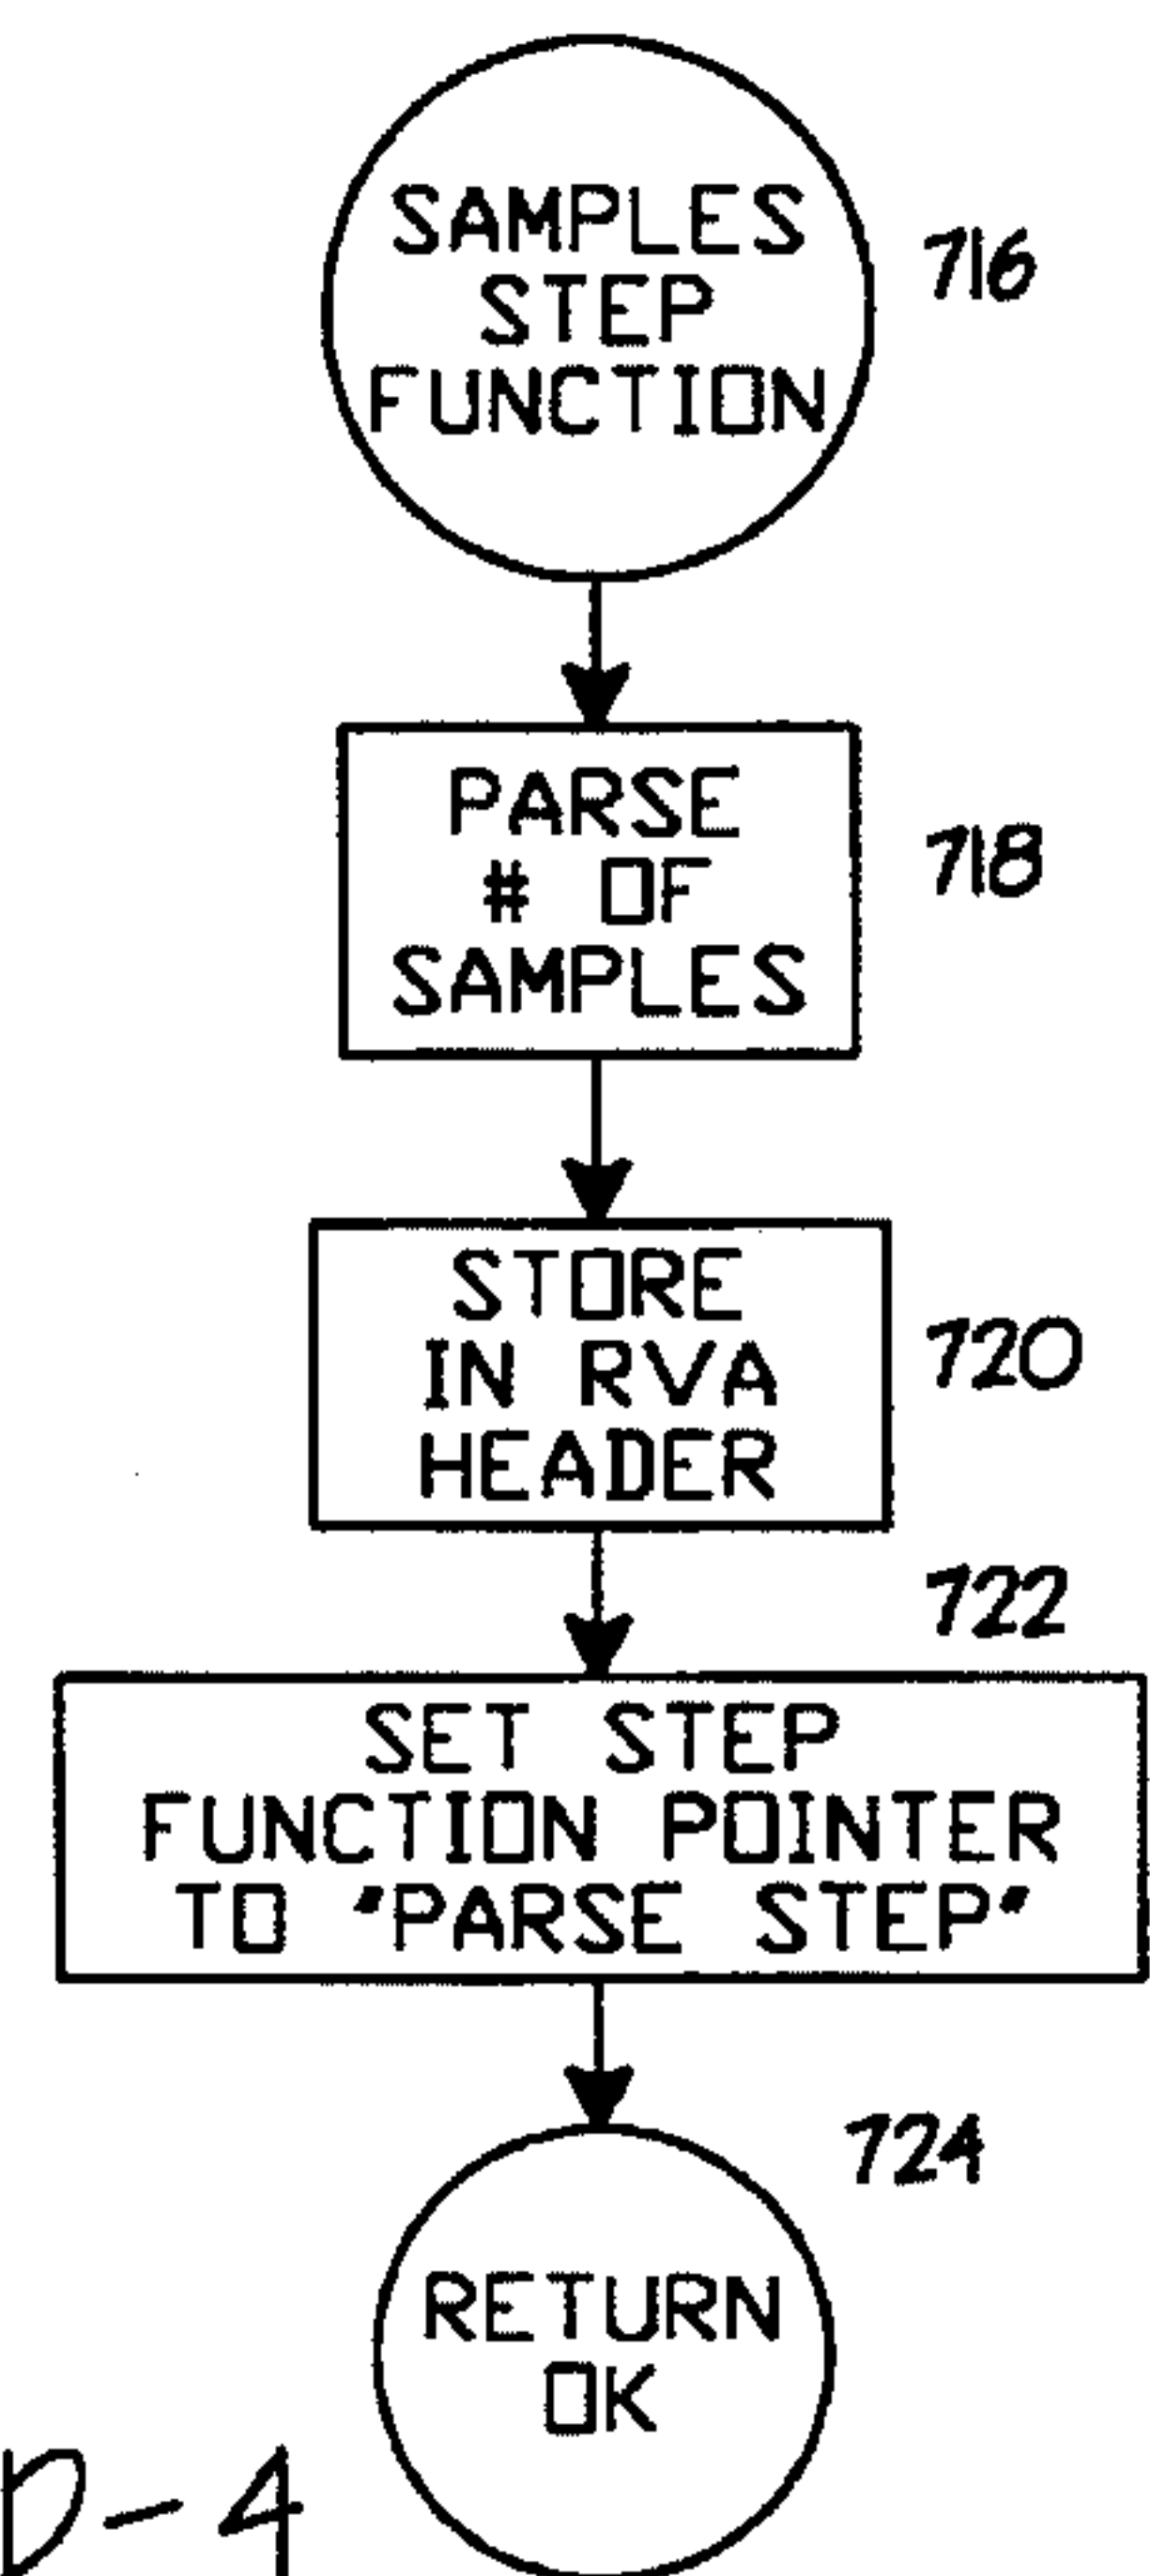 SAMPLES
STEP
FUNCTION
716
PARSE
# OF
SAMPLES
718
STORE
IN RVA
HEADER
720
722
SET STEP
FUNCTION POINTER
TO "PARSE STEP"
724
RETURN
OK
D-4